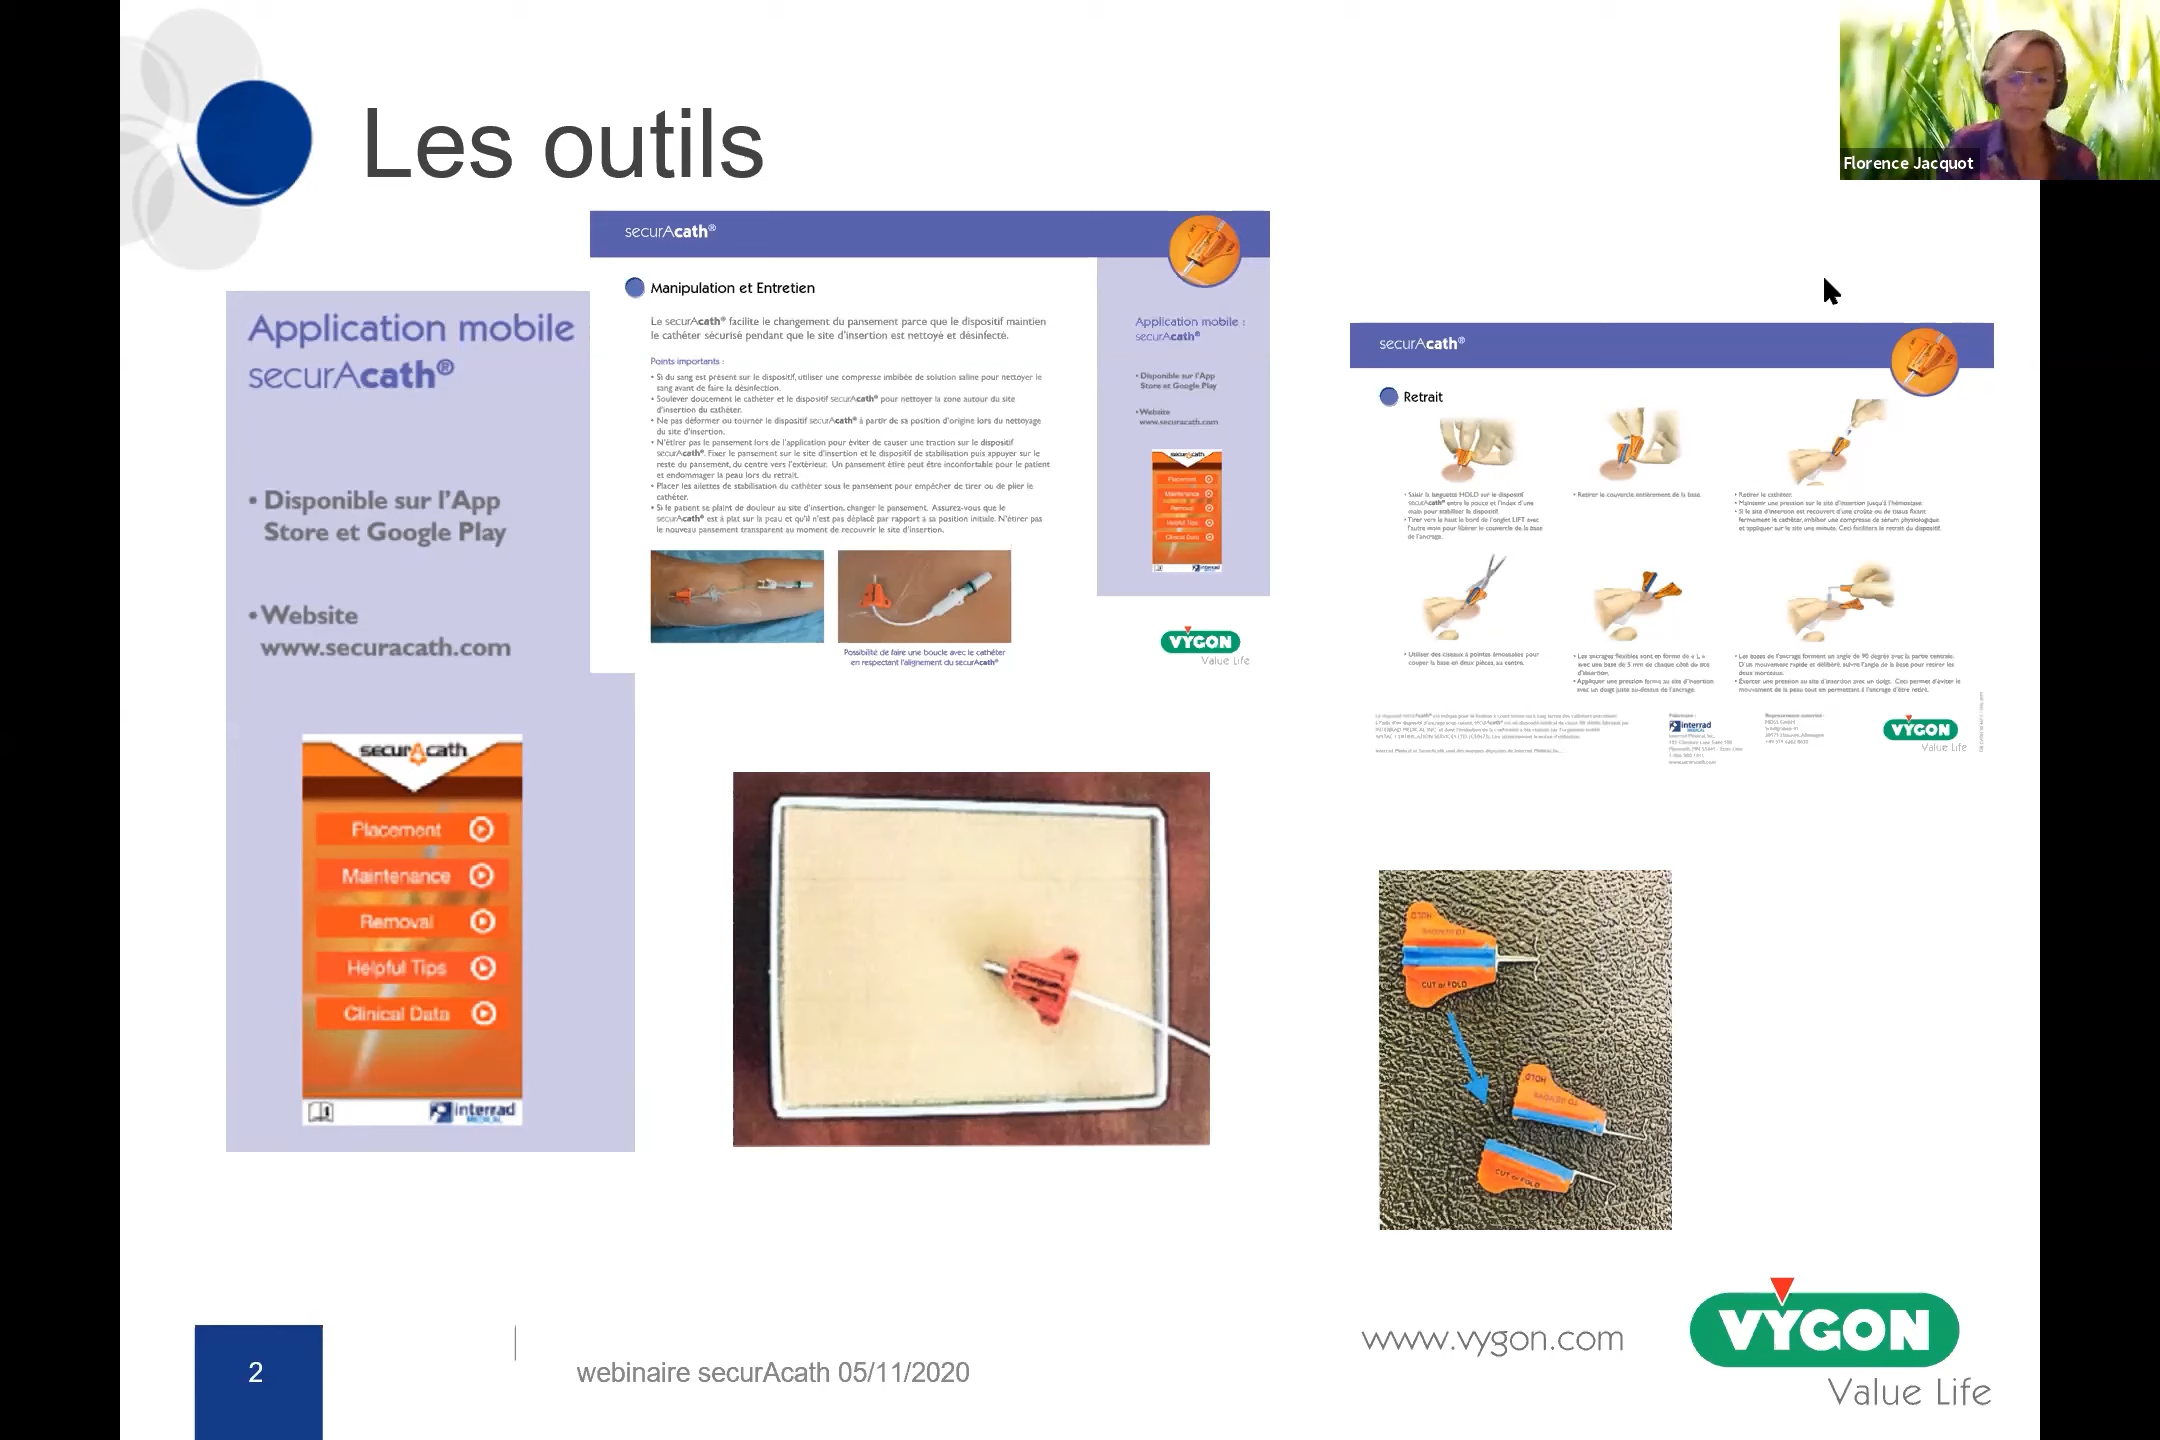 Les outils
Florence Jacquot
Application mobile
securAcath®
• Disponible sur l'App
Store et Google Play
• Website
www.securacath.com
securAcath
Placement
Maintenance
Removal
Helpful Tips
Clinical Data
interrad
MEDICAL
securAcath®
Manipulation et Entretien
Le securAcath® facilite le changement du pansement parce que le dispositif maintien
le cathéter sécurisé pendant que le site d'insertion est nettoyé et désinfecté.
Points importants :
• Si du sang est présent sur le dispositif, utiliser une compresse imbibée de solution saline pour nettoyer le
sang avant de faire la désinfection.
• Soulever doucement le cathéter et le dispositif securAcath® pour nettoyer la zone autour du site
d'insertion du cathéter.
• Ne pas déformer ou tourner le dispositif securAcath® à partir de sa position d'origine lors du nettoyage
du site d'insertion.
• N'étirer pas le pansement lors de l'application pour éviter de causer une traction sur le dispositif
securAcath®. Fixer le pansement sur le site d'insertion et le dispositif de stabilisation puis appuyer sur le
reste du pansement, du centre vers l'extérieur. Un pansement étiré peut être inconfortable pour le patient
et endommager la peau lors du retrait.
• Placer les ailettes de stabilisation du cathéter sous le pansement pour empêcher de tirer ou de plier le
cathéter.
• Si le patient se plaint de douleur au site d'insertion, changer le pansement. Assurez-vous que le
securAcath® est à plat sur la peau et qu'il n'est pas déplacé par rapport à sa position initiale. N'étirer pas
le nouveau pansement transparent au moment de recouvrir le site d'insertion.
Possibilité de faire une boucle avec le cathéter
en respectant l'alignement du securAcath®
Application mobile :
securAcath®
• Disponible sur l'App
Store et Google Play
• Website
www.securacath.com
securAcath
Placement
Maintenance
Removal
Helpful Tips
Clinical Data
interrad
VYGON
Value Life
securAcath®
Retrait
• Saisir la languette HOLD sur le dispositif
securAcath® entre le pouce et l'index d'une
main pour stabiliser le dispositif.
• Tirer vers le haut le bord de l'onglet LIFT avec
l'autre main pour libérer le couvercle de la base
de l'ancrage.
• Retirer le couvercle entièrement de la base.
• Retirer le cathéter.
• Maintenir une pression sur le site d'insertion jusqu'à l'hémostase.
• Si le site d'insertion est recouvert d'une croûte ou de tissus fixant
fermement le cathéter, imbiber une compresse de sérum physiologique
et appliquer sur le site une minute. Ceci facilitera le retrait du dispositif.
• Utiliser des ciseaux à pointes émoussées pour
couper la base en deux pièces, au centre.
• Les ancrages flexibles sont en forme de « L »
avec une base de 5 mm de chaque côté du site
d'insertion.
• Appliquer une pression ferme au site d'insertion
avec un doigt juste au-dessus de l'ancrage.
• Les bases de l'ancrage forment un angle de 90 degrés avec la partie centrale.
D'un mouvement rapide et délibéré, suivre l'angle de la base pour retirer les
deux morceaux.
• Exercer une pression au site d'insertion avec un doigt. Ceci permet d'éviter le
mouvement de la peau tout en permettant à l'ancrage d'être retiré.
interrad
www.securacath.com
VYGON
Value Life
HOLD
CUT or FOLD
HOLD
CUT or FOLD
2
webinaire securAcath 05/11/2020
www.vygon.com
VYGON
Value Life